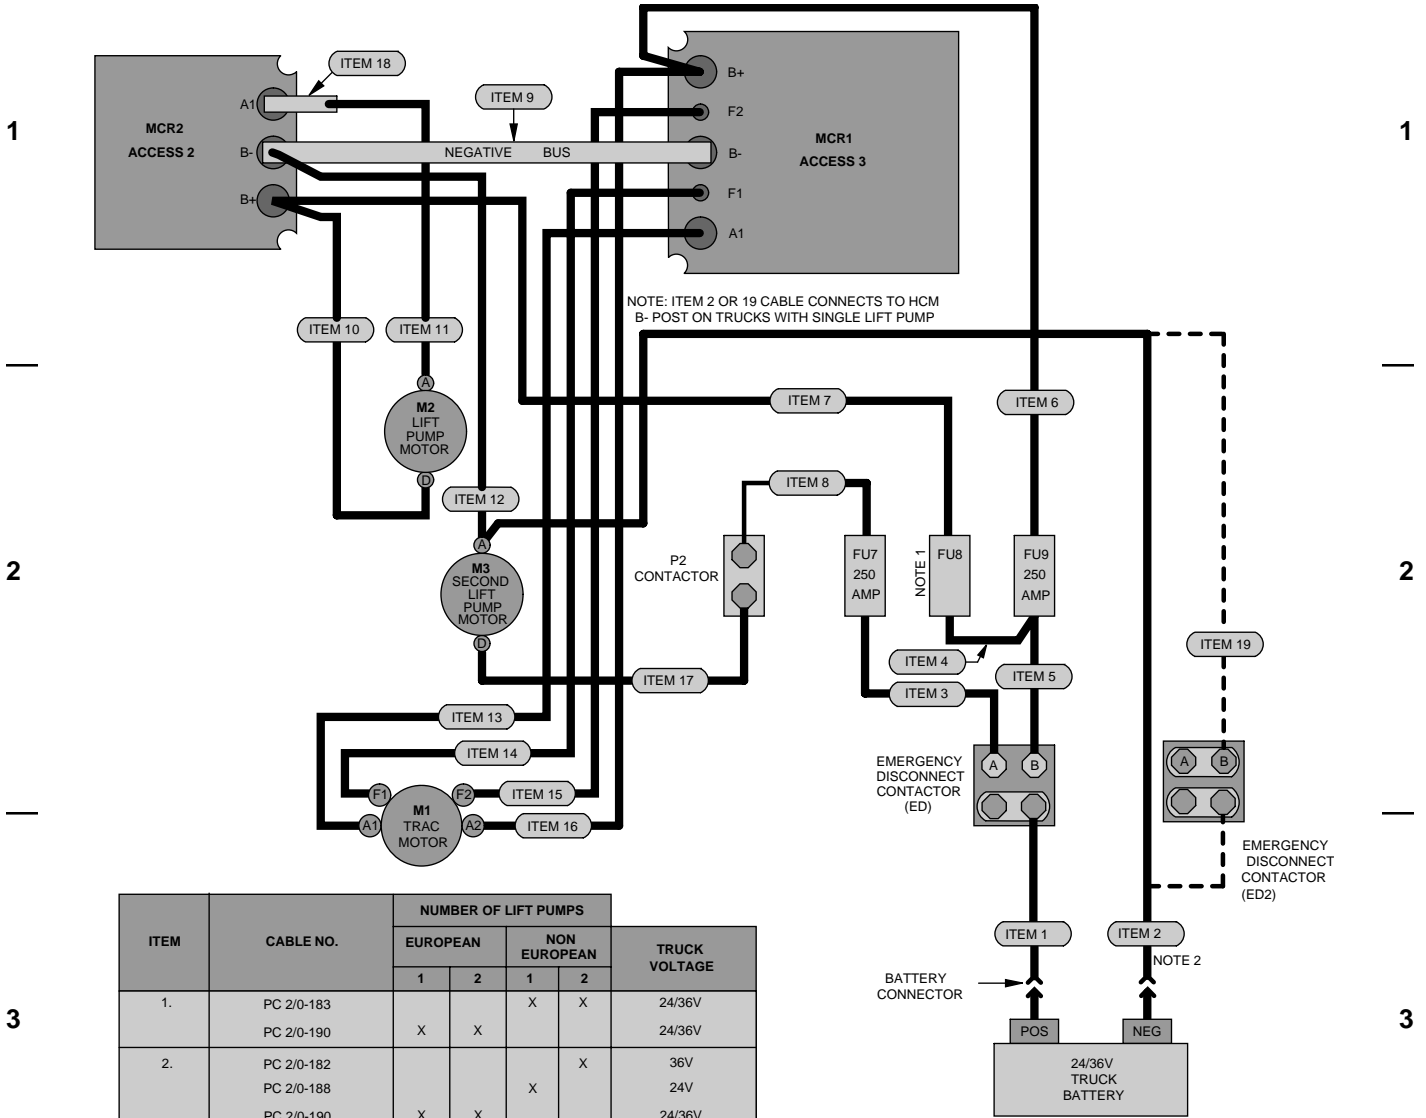 ITEM 18
ITEM 9
B+
A1
F2
MCR2
ACCESS 2
1
MCR1
ACCESS 3
1
B-
NEGATIVE BUS
B-
B+
F1
A1
NOTE: ITEM 2 OR 19 CABLE CONNECTS TO HCM
B- POST ON TRUCKS WITH SINGLE LIFT PUMP
ITEM 10
ITEM 11
A
M2
LIFT
PUMP
MOTOR
D
ITEM 7
ITEM 6
ITEM 12
ITEM 8
A
M3
SECOND
LIFT
PUMP
MOTOR
D
2
P2
CONTACTOR
FU7
250
AMP
NOTE 1
FU8
FU9
250
AMP
2
ITEM 4
ITEM 5
ITEM 19
ITEM 17
ITEM 3
ITEM 13
ITEM 14
F1
F2
ITEM 15
A1
M1
TRAC
MOTOR
A2
ITEM 16
EMERGENCY
DISCONNECT
CONTACTOR
(ED)
A
B
A
B
EMERGENCY
DISCONNECT
CONTACTOR
(ED2)
ITEM CABLE NO. NUMBER OF LIFT PUMPS
EUROPEAN NON EUROPEAN TRUCK VOLTAGE
1 2 1 2
1. PC 2/0-183 X X 24/36V
PC 2/0-190 X X 24/36V
2. PC 2/0-182 X 36V
PC 2/0-188 X 24V
PC 2/0-190 X X 24/36V
ITEM 1
ITEM 2
NOTE 2
BATTERY
CONNECTOR
3
POS
NEG
3
24/36V
TRUCK
BATTERY